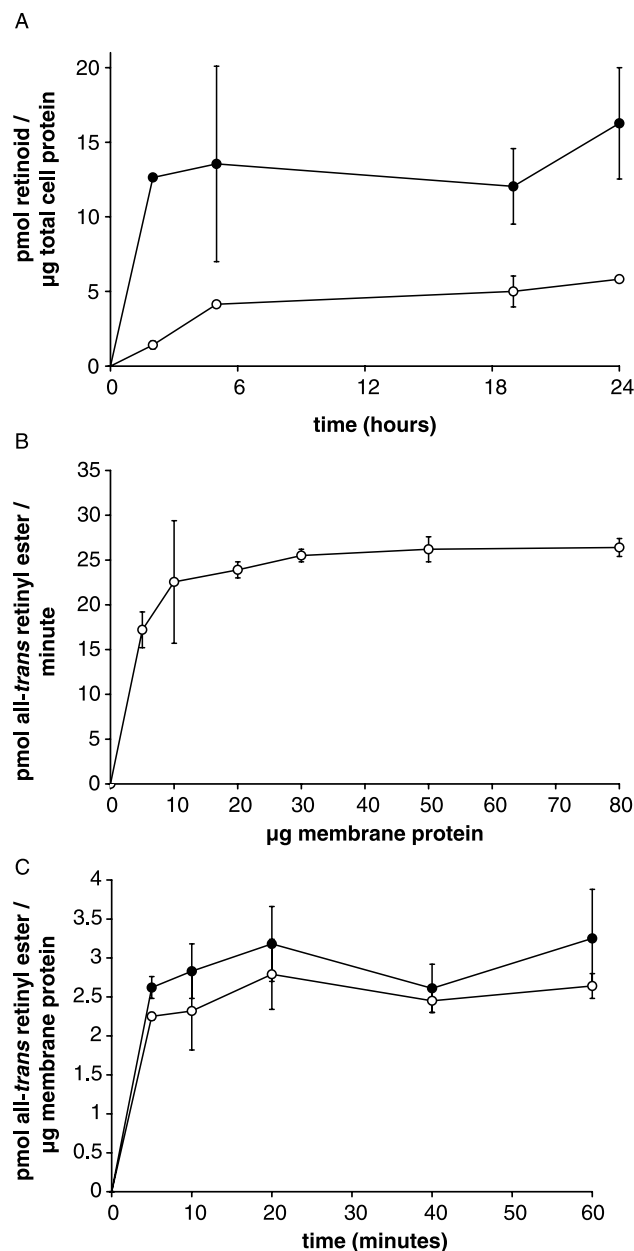 A
pmol retinoid /
µg total cell protein
20
15
10
5
0
0 6 12 18 24
time (hours)
B
pmol all-trans retinyl ester /
minute
35
30
25
20
15
10
5
0
0 10 20 30 40 50 60 70 80
µg membrane protein
C
pmol all-trans retinyl ester /
µg membrane protein
4
3.5
3
2.5
2
1.5
1
0.5
0
0 10 20 30 40 50 60
time (minutes)